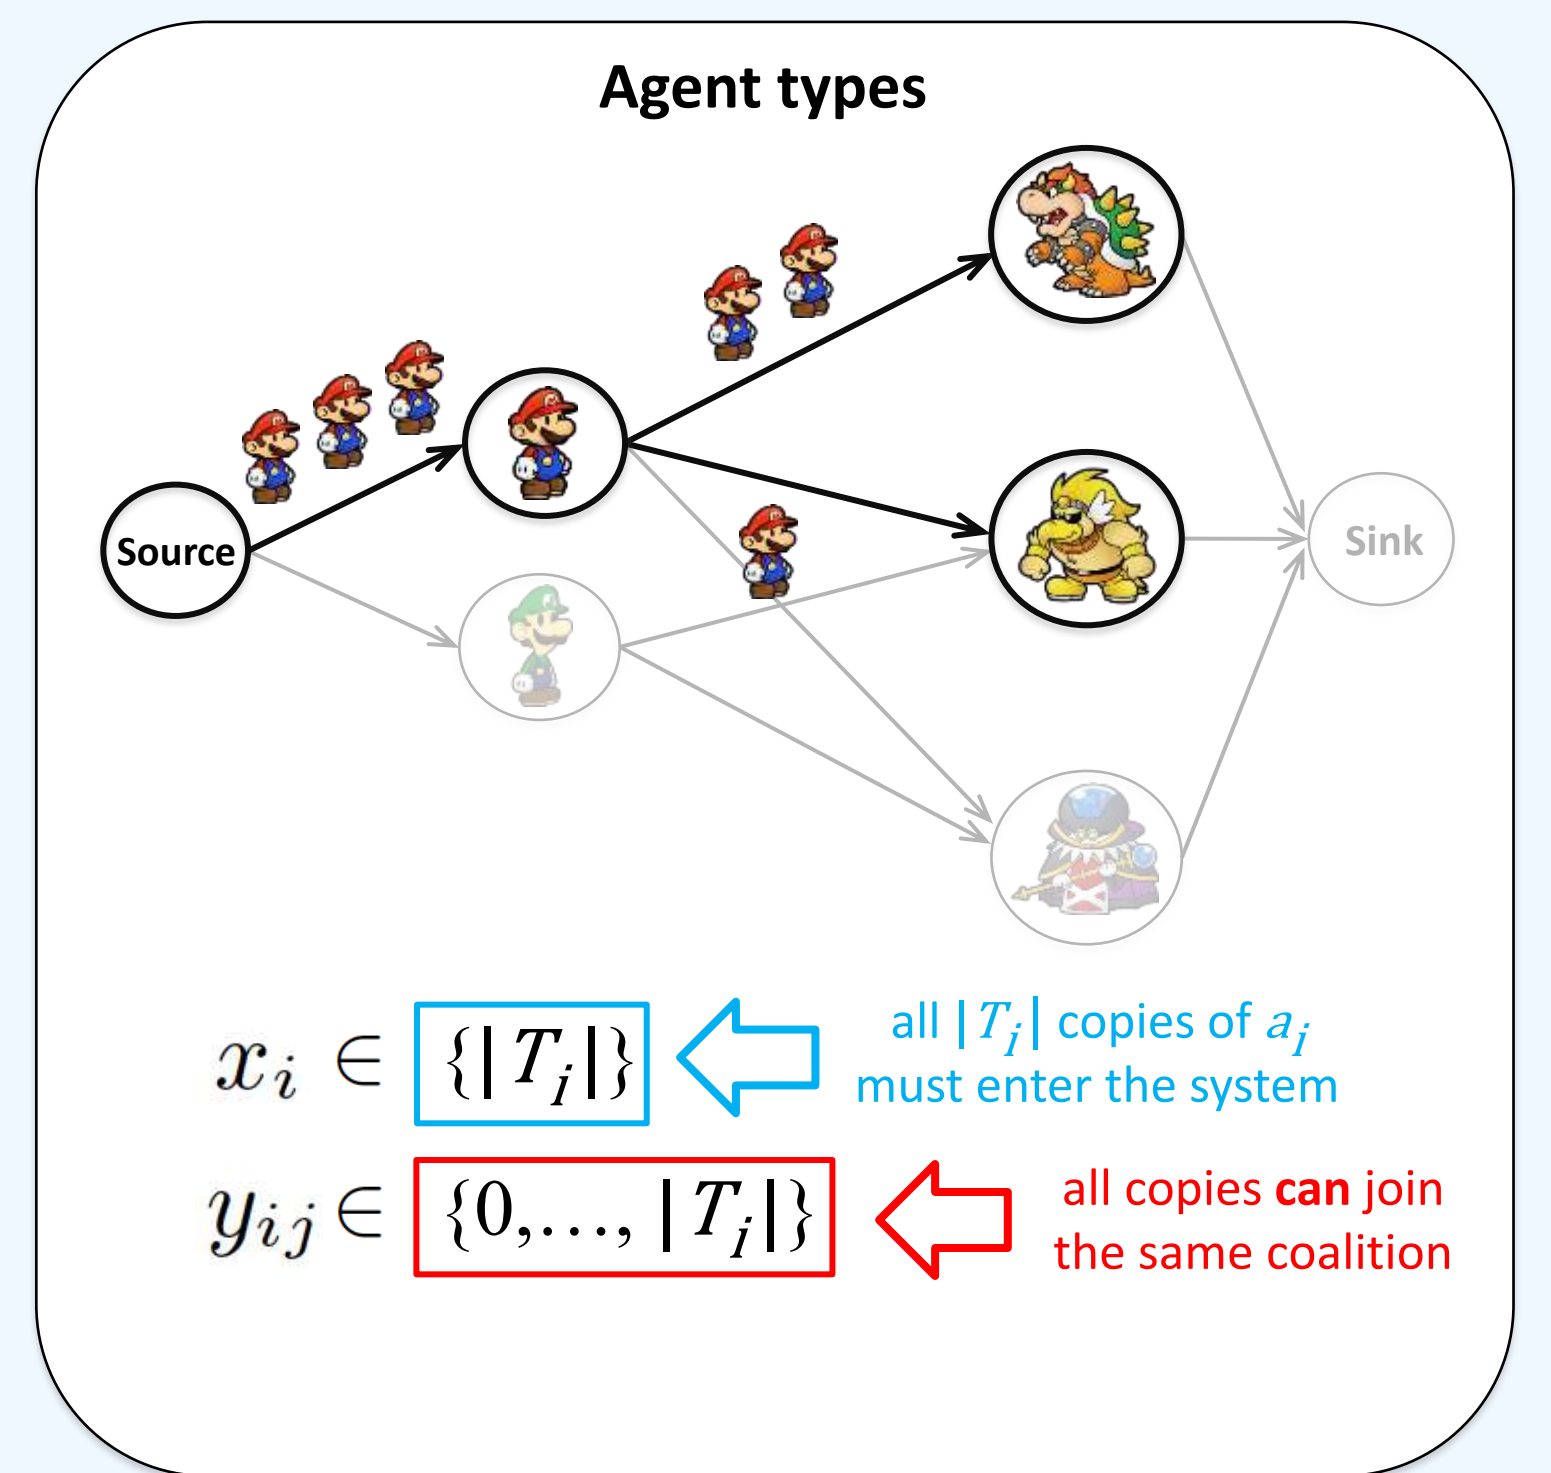 Agent types
Source
Sink
xᵢ ∈ {|Tᵢ|}
all |Tᵢ| copies of aᵢ
must enter the system
yᵢⱼ ∈ {0,..., |Tᵢ|}
all copies can join
the same coalition